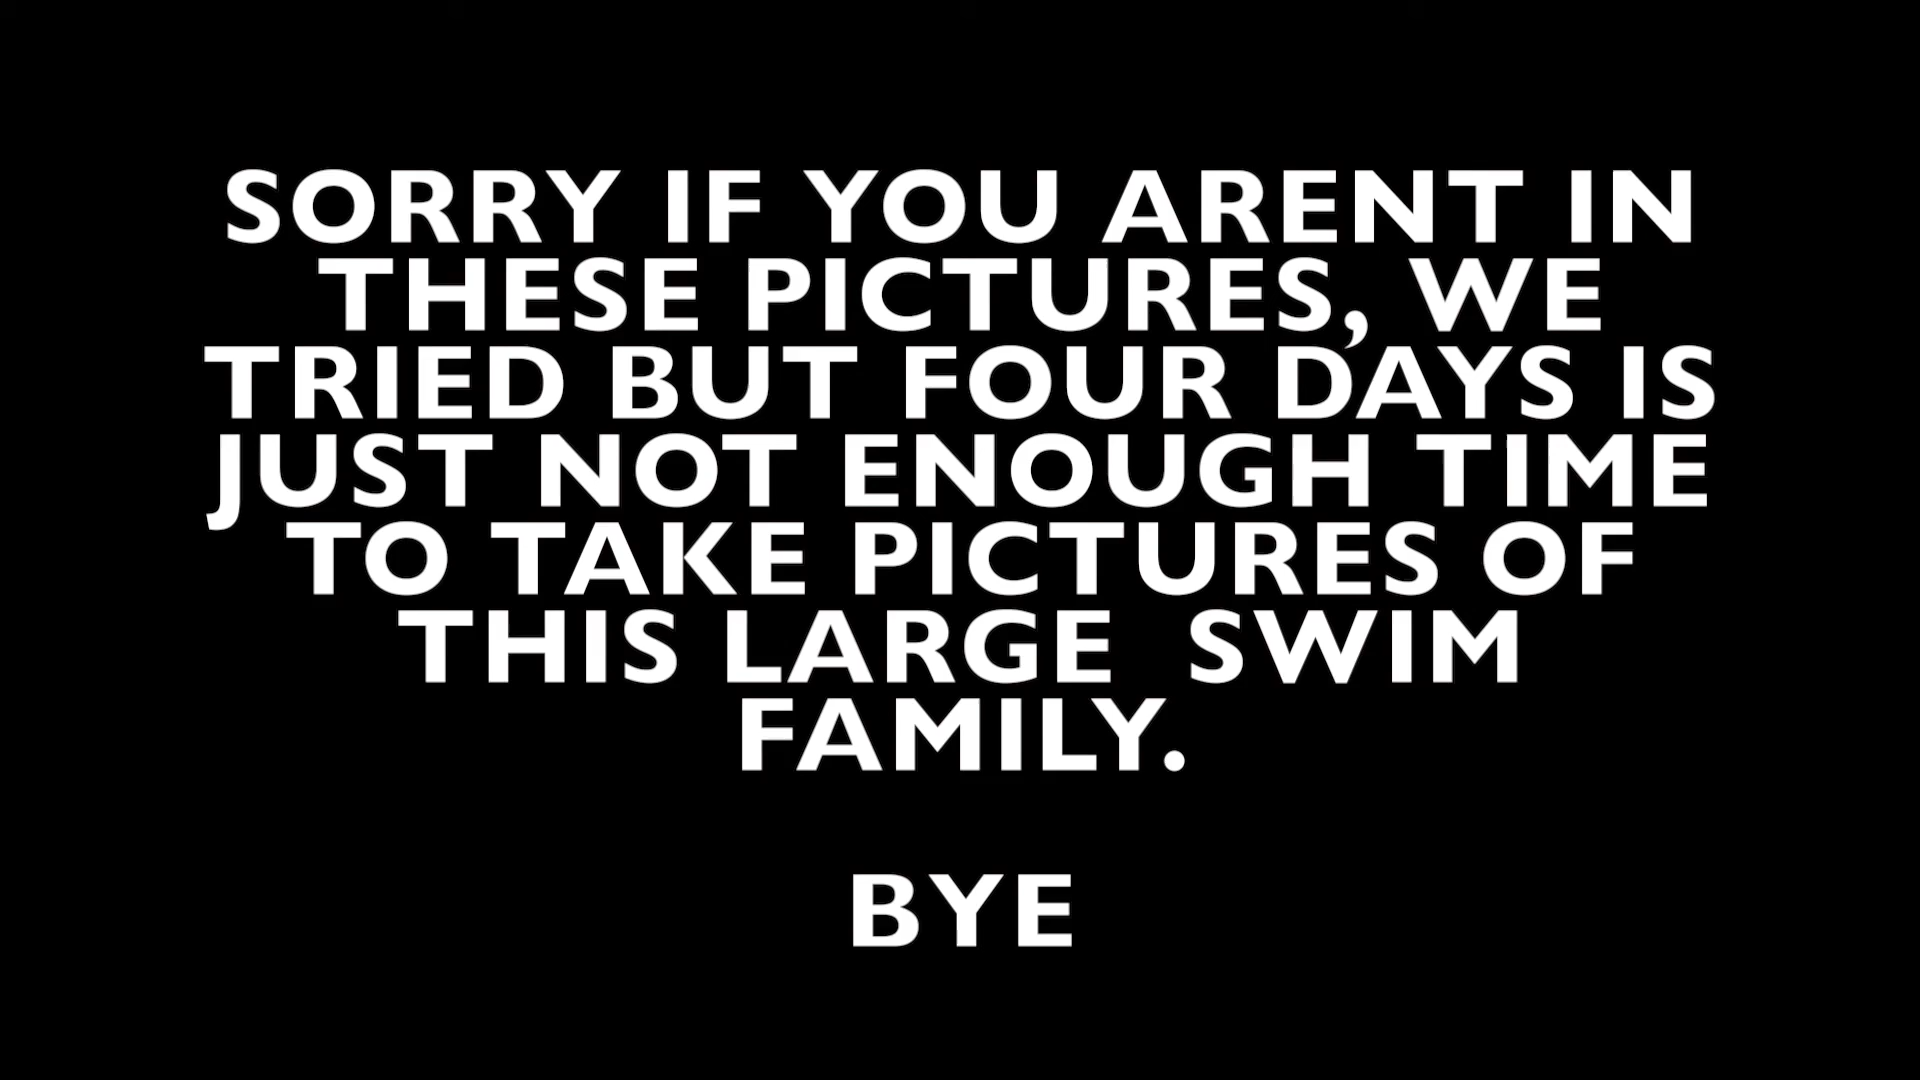 SORRY IF YOU ARENT IN
THESE PICTURES, WE
TRIED BUT FOUR DAYS IS
JUST NOT ENOUGH TIME
TO TAKE PICTURES OF
THIS LARGE  SWIM
FAMILY.
BYE